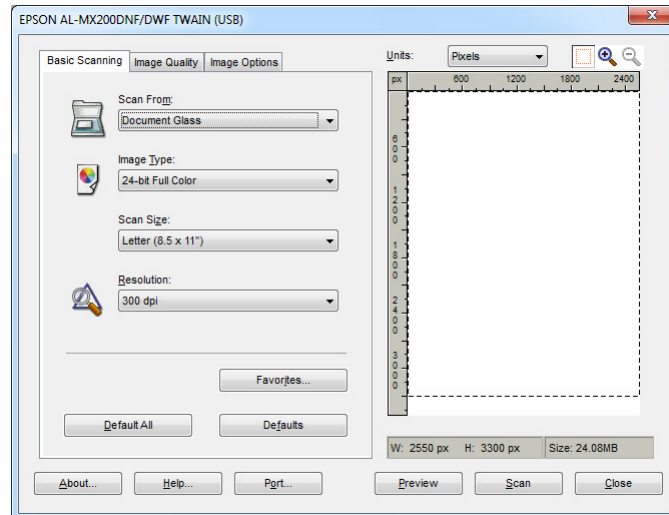 EPSON AL-MX200DNF/DWF TWAIN (USB)
Basic Scanning Image Quality Image Options
Scan From:
Document Glass
Image Type:
24-bit Full Color
Scan Size:
Letter (8.5 x 11")
Resolution:
300 dpi
Favorites...
Default All Defaults
Units: Pixels
px 600 1200 1800 2400
600
1200
1800
2400
3000
W: 2550 px H: 3300 px Size: 24.08MB
About... Help... Port... Preview Scan Close